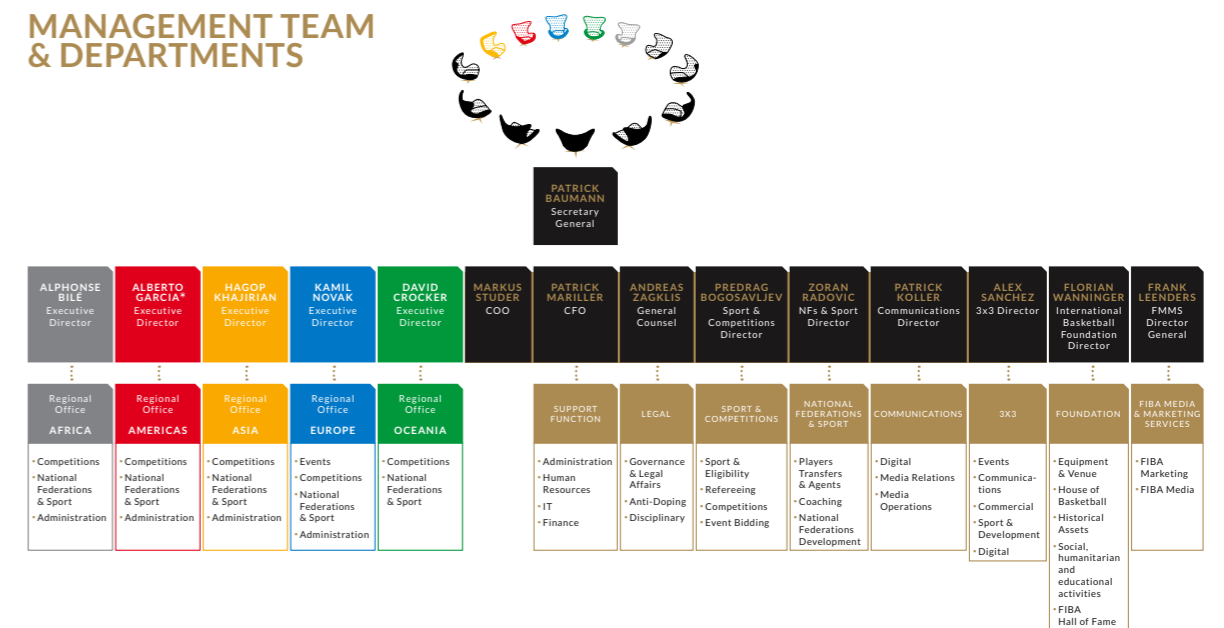 MANAGEMENT TEAM
& DEPARTMENTS
PATRICK
BAUMANN
Secretary
General
ALPHONSE
BILÉ
Executive
Director
ALBERTO
GARCIA*
Executive
Director
HAGOP
KHAJIRIAN
Executive
Director
KAMIL
NOVAK
Executive
Director
DAVID
CROCKER
Executive
Director
MARKUS
STUDER
COO
PATRICK
MARILLER
CFO
ANDREAS
ZAGKLIS
General
Counsel
PREDRAG
BOGOSAVLJEV
Sport &
Competitions
Director
ZORAN
RADOVIC
NFs & Sport
Director
PATRICK
KOLLER
Communications
Director
ALEX
SANCHEZ
3x3 Director
FLORIAN
WANNINGER
International
Basketball
Foundation
Director
FRANK
LEENDERS
FMMS
Director
General
Regional
Office
AFRICA
Regional
Office
AMERICAS
Regional
Office
ASIA
Regional
Office
EUROPE
Regional
Office
OCEANIA
SUPPORT
FUNCTION
LEGAL
SPORT &
COMPETITIONS
NATIONAL
FEDERATIONS
& SPORT
COMMUNICATIONS
3X3
FOUNDATION
FIBA MEDIA
& MARKETING
SERVICES
• Competitions
• National
Federations
& Sport
• Administration
• Competitions
• National
Federations
& Sport
• Administration
• Competitions
• National
Federations
& Sport
• Administration
• Events
• Competitions
• National
Federations
& Sport
• Administration
• Competitions
• National
Federations
& Sport
• Administration
• Human
Resources
• IT
• Finance
• Governance
& Legal
Affairs
• Anti-Doping
• Disciplinary
• Sport &
Eligibility
• Refereeing
• Competitions
• Event Bidding
• Players
Transfers
& Agents
• Coaching
• National
Federations
Development
• Digital
• Media Relations
• Media
Operations
• Events
• Communica-
tions
• Commercial
• Sport &
Development
• Digital
• Equipment
& Venue
• House of
Basketball
• Historical
Assets
• Social,
humanitarian
and
educational
activities
• FIBA
Hall of Fame
• FIBA
Marketing
• FIBA Media